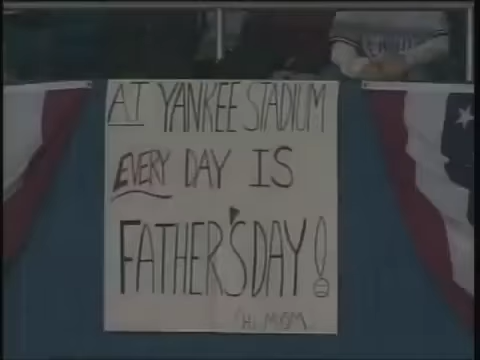 AT YANKEE STADIUM
EVERY DAY IS
FATHER'S DAY!
Hi MOM